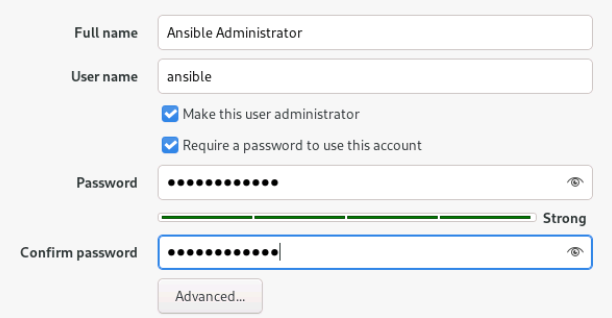 Full name Ansible Administrator
User name ansible
Make this user administrator
Require a password to use this account
Password ●●●●●●●●●●●●
Strong
Confirm password ●●●●●●●●●●●●
Advanced...